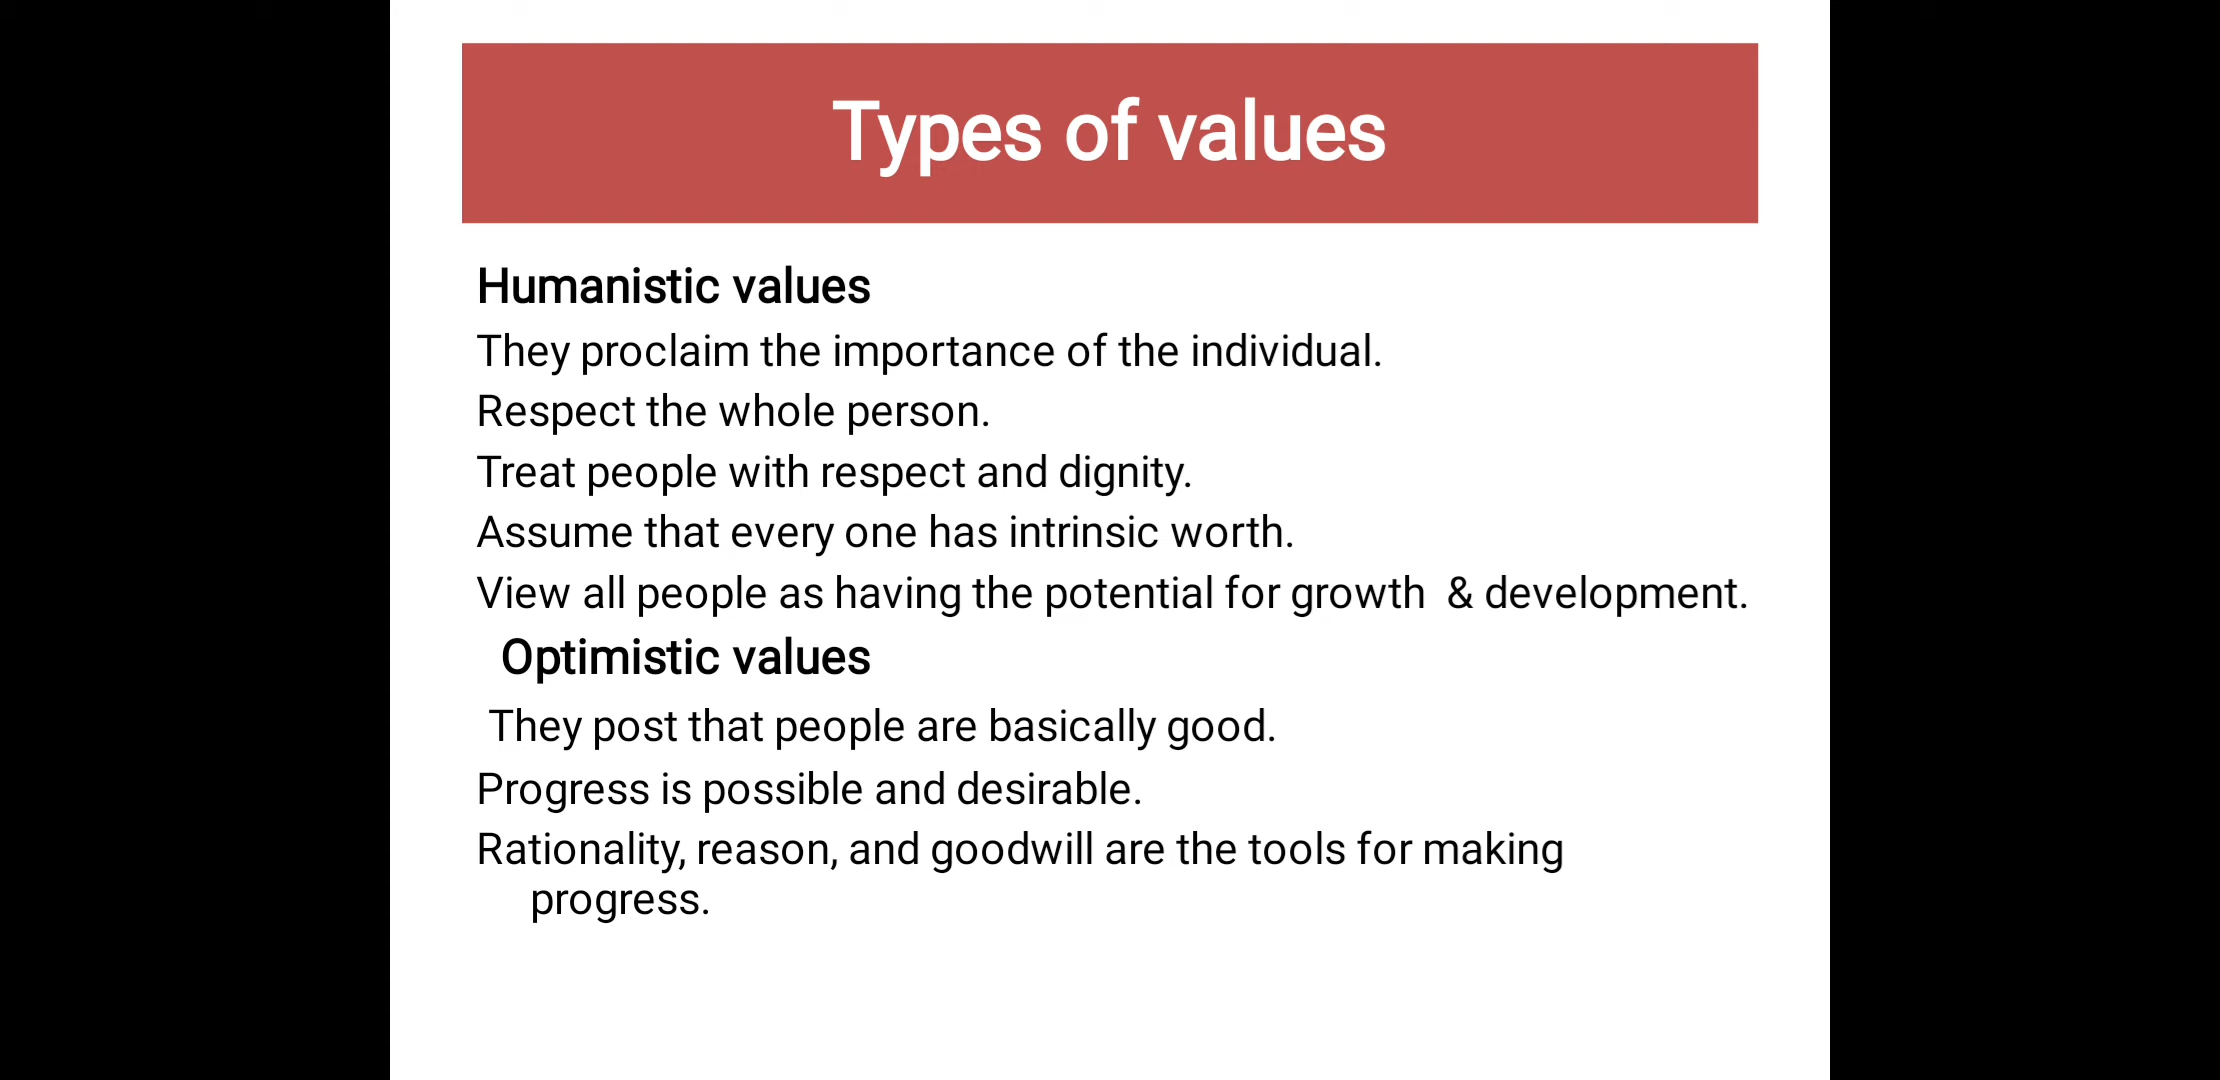 Types of values
Humanistic values
They proclaim the importance of the individual.
Respect the whole person.
Treat people with respect and dignity.
Assume that every one has intrinsic worth.
View all people as having the potential for growth  & development.
Optimistic values
They post that people are basically good.
Progress is possible and desirable.
Rationality, reason, and goodwill are the tools for making
progress.